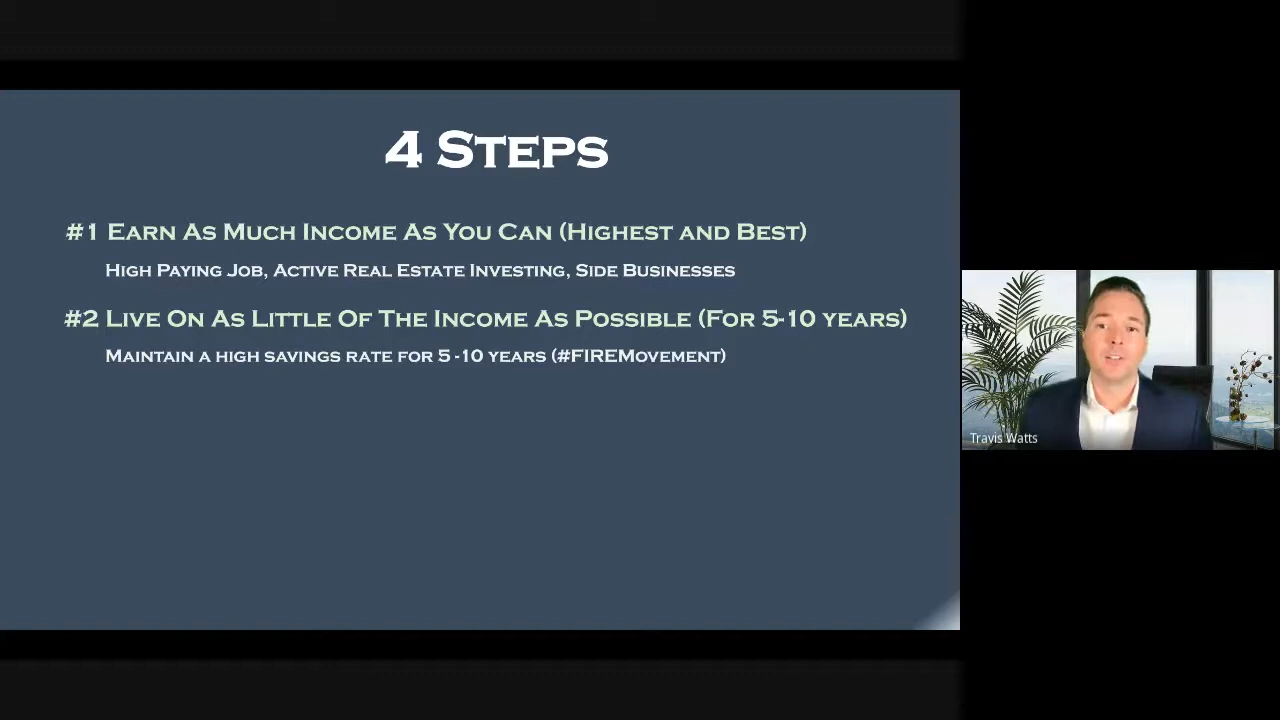 4 Steps
#1 Earn As Much Income As You Can (Highest and Best)
High Paying Job, Active Real Estate Investing, Side Businesses
#2 Live On As Little Of The Income As Possible (For 5-10 years)
Maintain a high savings rate for 5-10 years (#FIREMovement)
Travis Watts